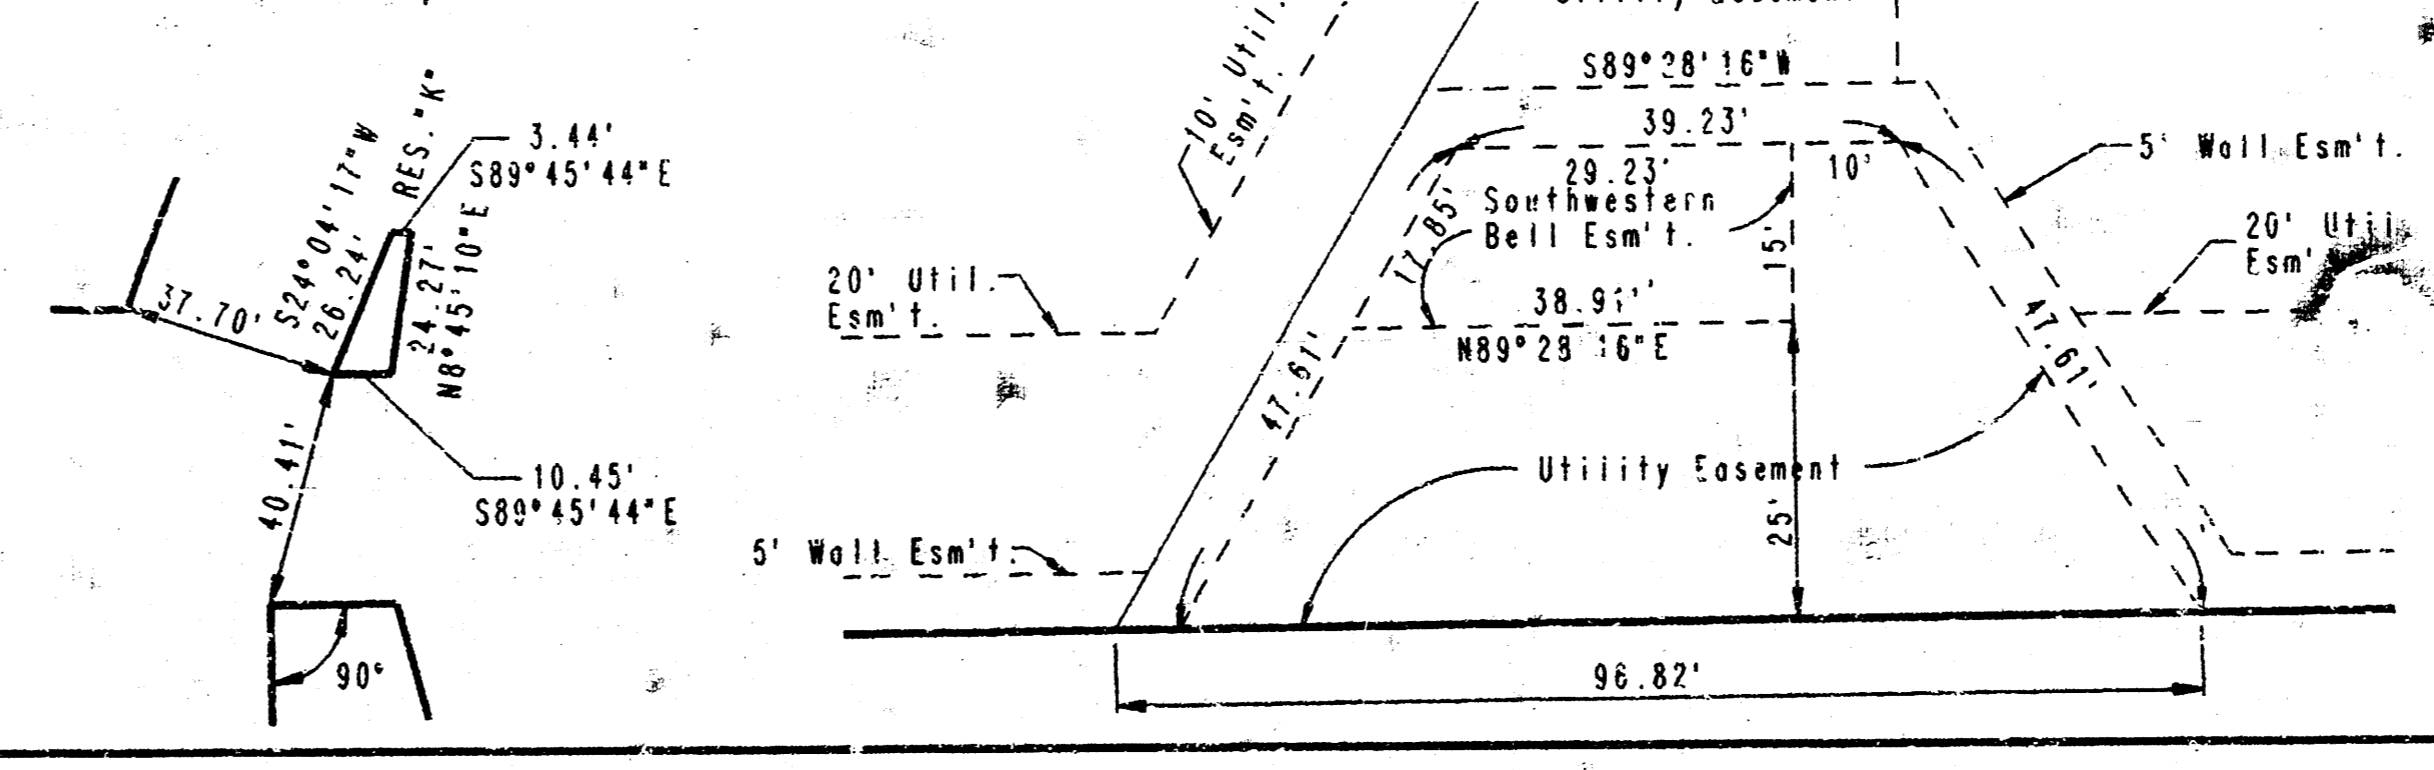 3.44'
S89°45'44"E
RES. "K"
S24°04'17"W
26.24'
24.27'
N8°45'10"E
37.70'
40.41'
10.45'
S89°45'44"E
90°
10' Util.
Esm't.
S89°28'16"W
39.23'
29.23'
10'
Southwestern
Bell Esm't.
17.85'
15'
5' Wall Esm't.
20' Util
Esm'
20' Util.
Esm't.
38.91'
N89°28'16"E
47.61'
47.61'
Utility Easement
25'
5' Wall Esm't.
96.82'